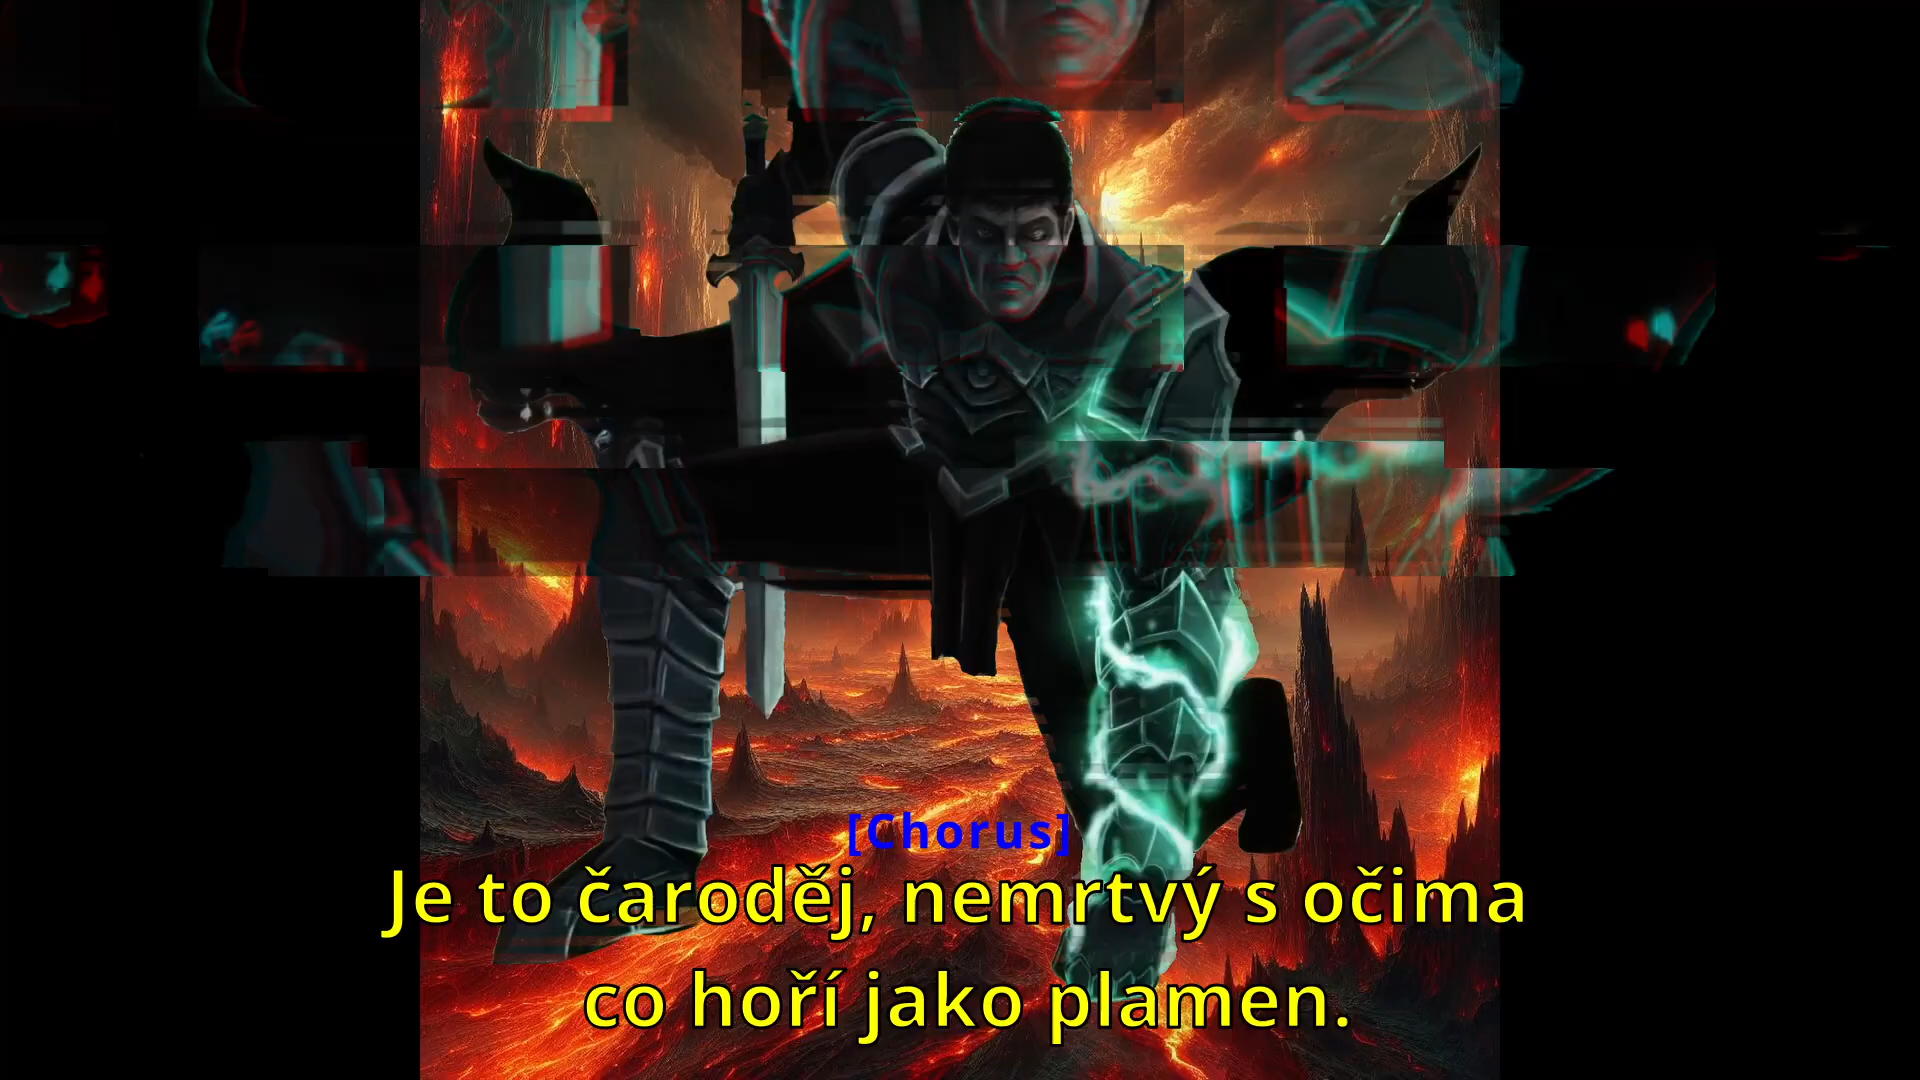 [Chorus]
Je to čaroděj, nemrtvý s očima
co hoří jako plamen.